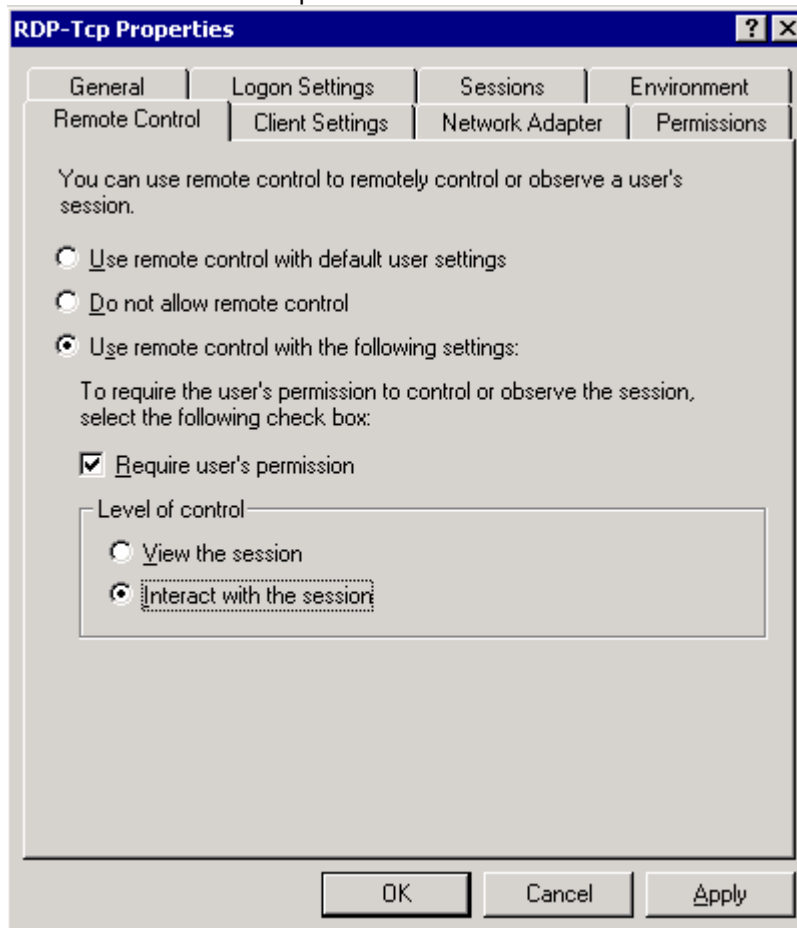 RDP-Tcp Properties
General Logon Settings Sessions Environment
Remote Control Client Settings Network Adapter Permissions
You can use remote control to remotely control or observe a user's
session.
Use remote control with default user settings
Do not allow remote control
Use remote control with the following settings:
To require the user's permission to control or observe the session,
select the following check box:
Require user's permission
Level of control
View the session
Interact with the session
OK Cancel Apply